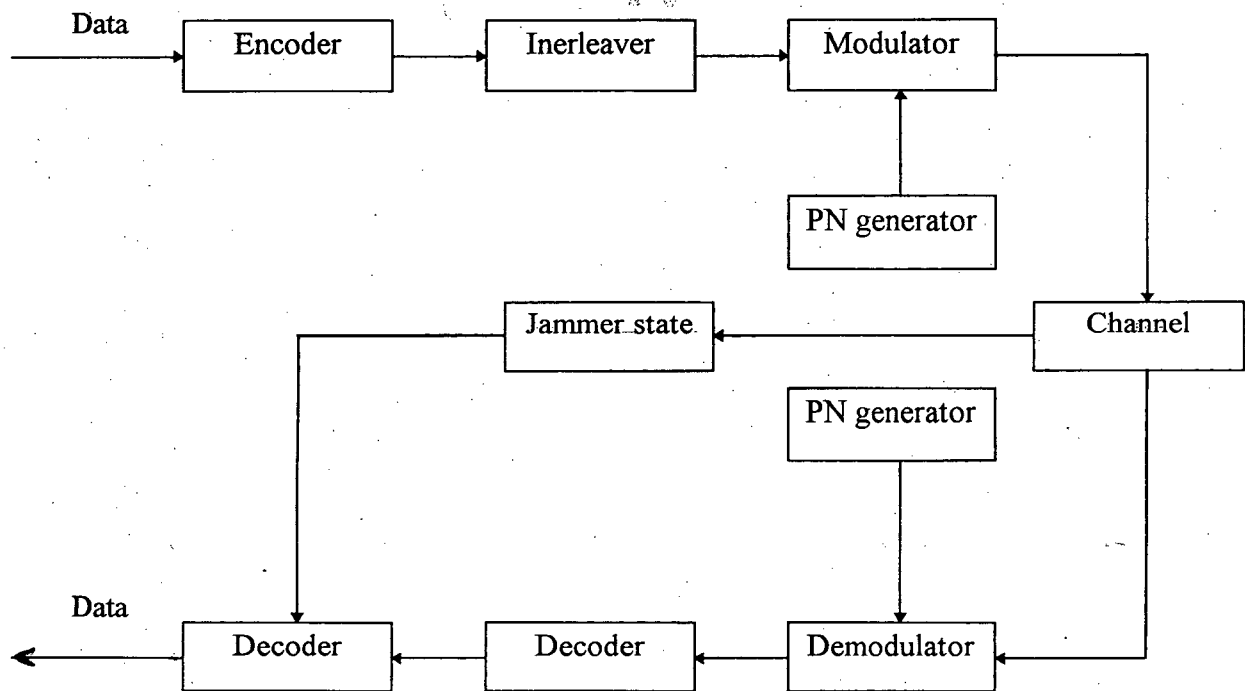 Data
Encoder
Inerleaver
Modulator
PN generator
Jammer state
Channel
PN generator
Data
Decoder
Decoder
Demodulator